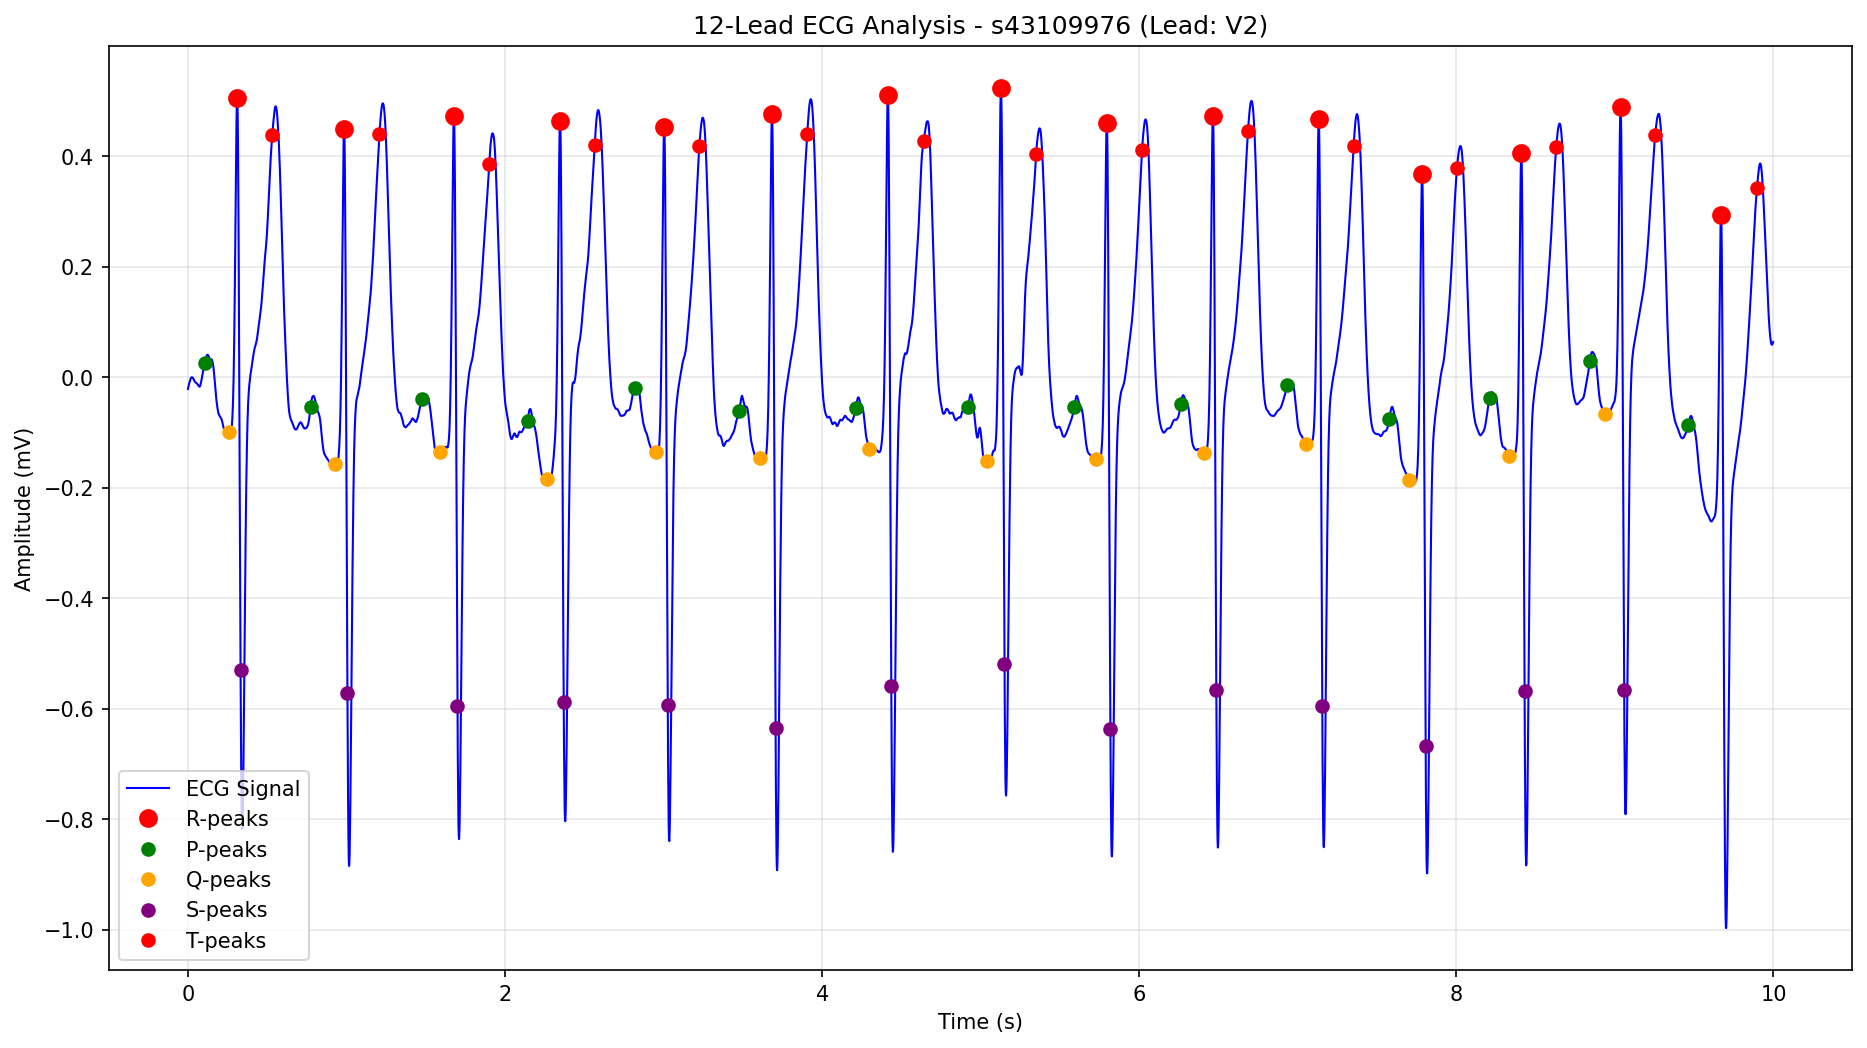 12-Lead ECG Analysis - s43109976 (Lead: V2)
Amplitude (mV)
0.4
0.2
0.0
−0.2
−0.4
−0.6
−0.8
−1.0
ECG Signal
R-peaks
P-peaks
Q-peaks
S-peaks
T-peaks
0 2 4 6 8 10
Time (s)